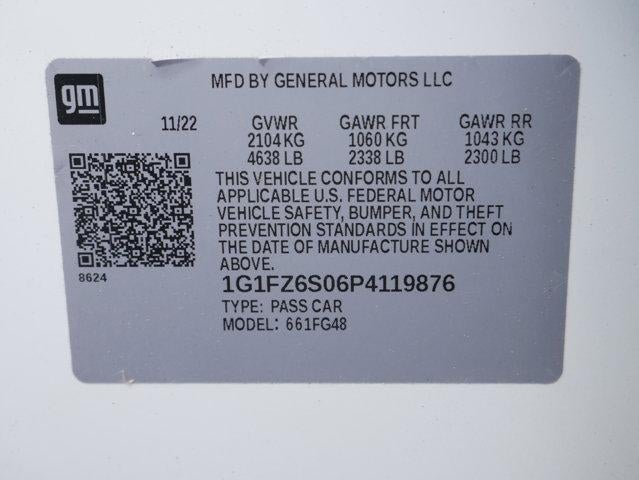 gm
MFD BY GENERAL MOTORS LLC
11/22 GVWR GAWR FRT GAWR RR
2104 KG 1060 KG 1043 KG
4638 LB 2338 LB 2300 LB
THIS VEHICLE CONFORMS TO ALL
APPLICABLE U.S. FEDERAL MOTOR
VEHICLE SAFETY, BUMPER, AND THEFT
PREVENTION STANDARDS IN EFFECT ON
THE DATE OF MANUFACTURE SHOWN
ABOVE.
8624
1G1FZ6S06P4119876
TYPE: PASS CAR
MODEL: 661FG48